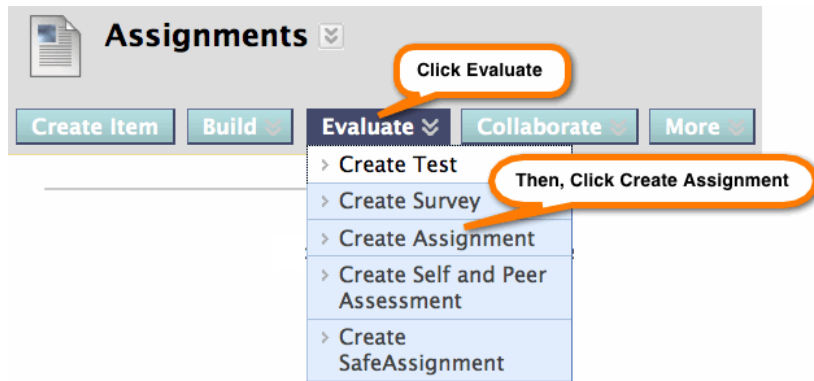 Assignments
Click Evaluate
Create Item Build Evaluate Collaborate More
Create Test
Then, Click Create Assignment
Create Survey
Create Assignment
Create Self and Peer
Assessment
Create
SafeAssignment